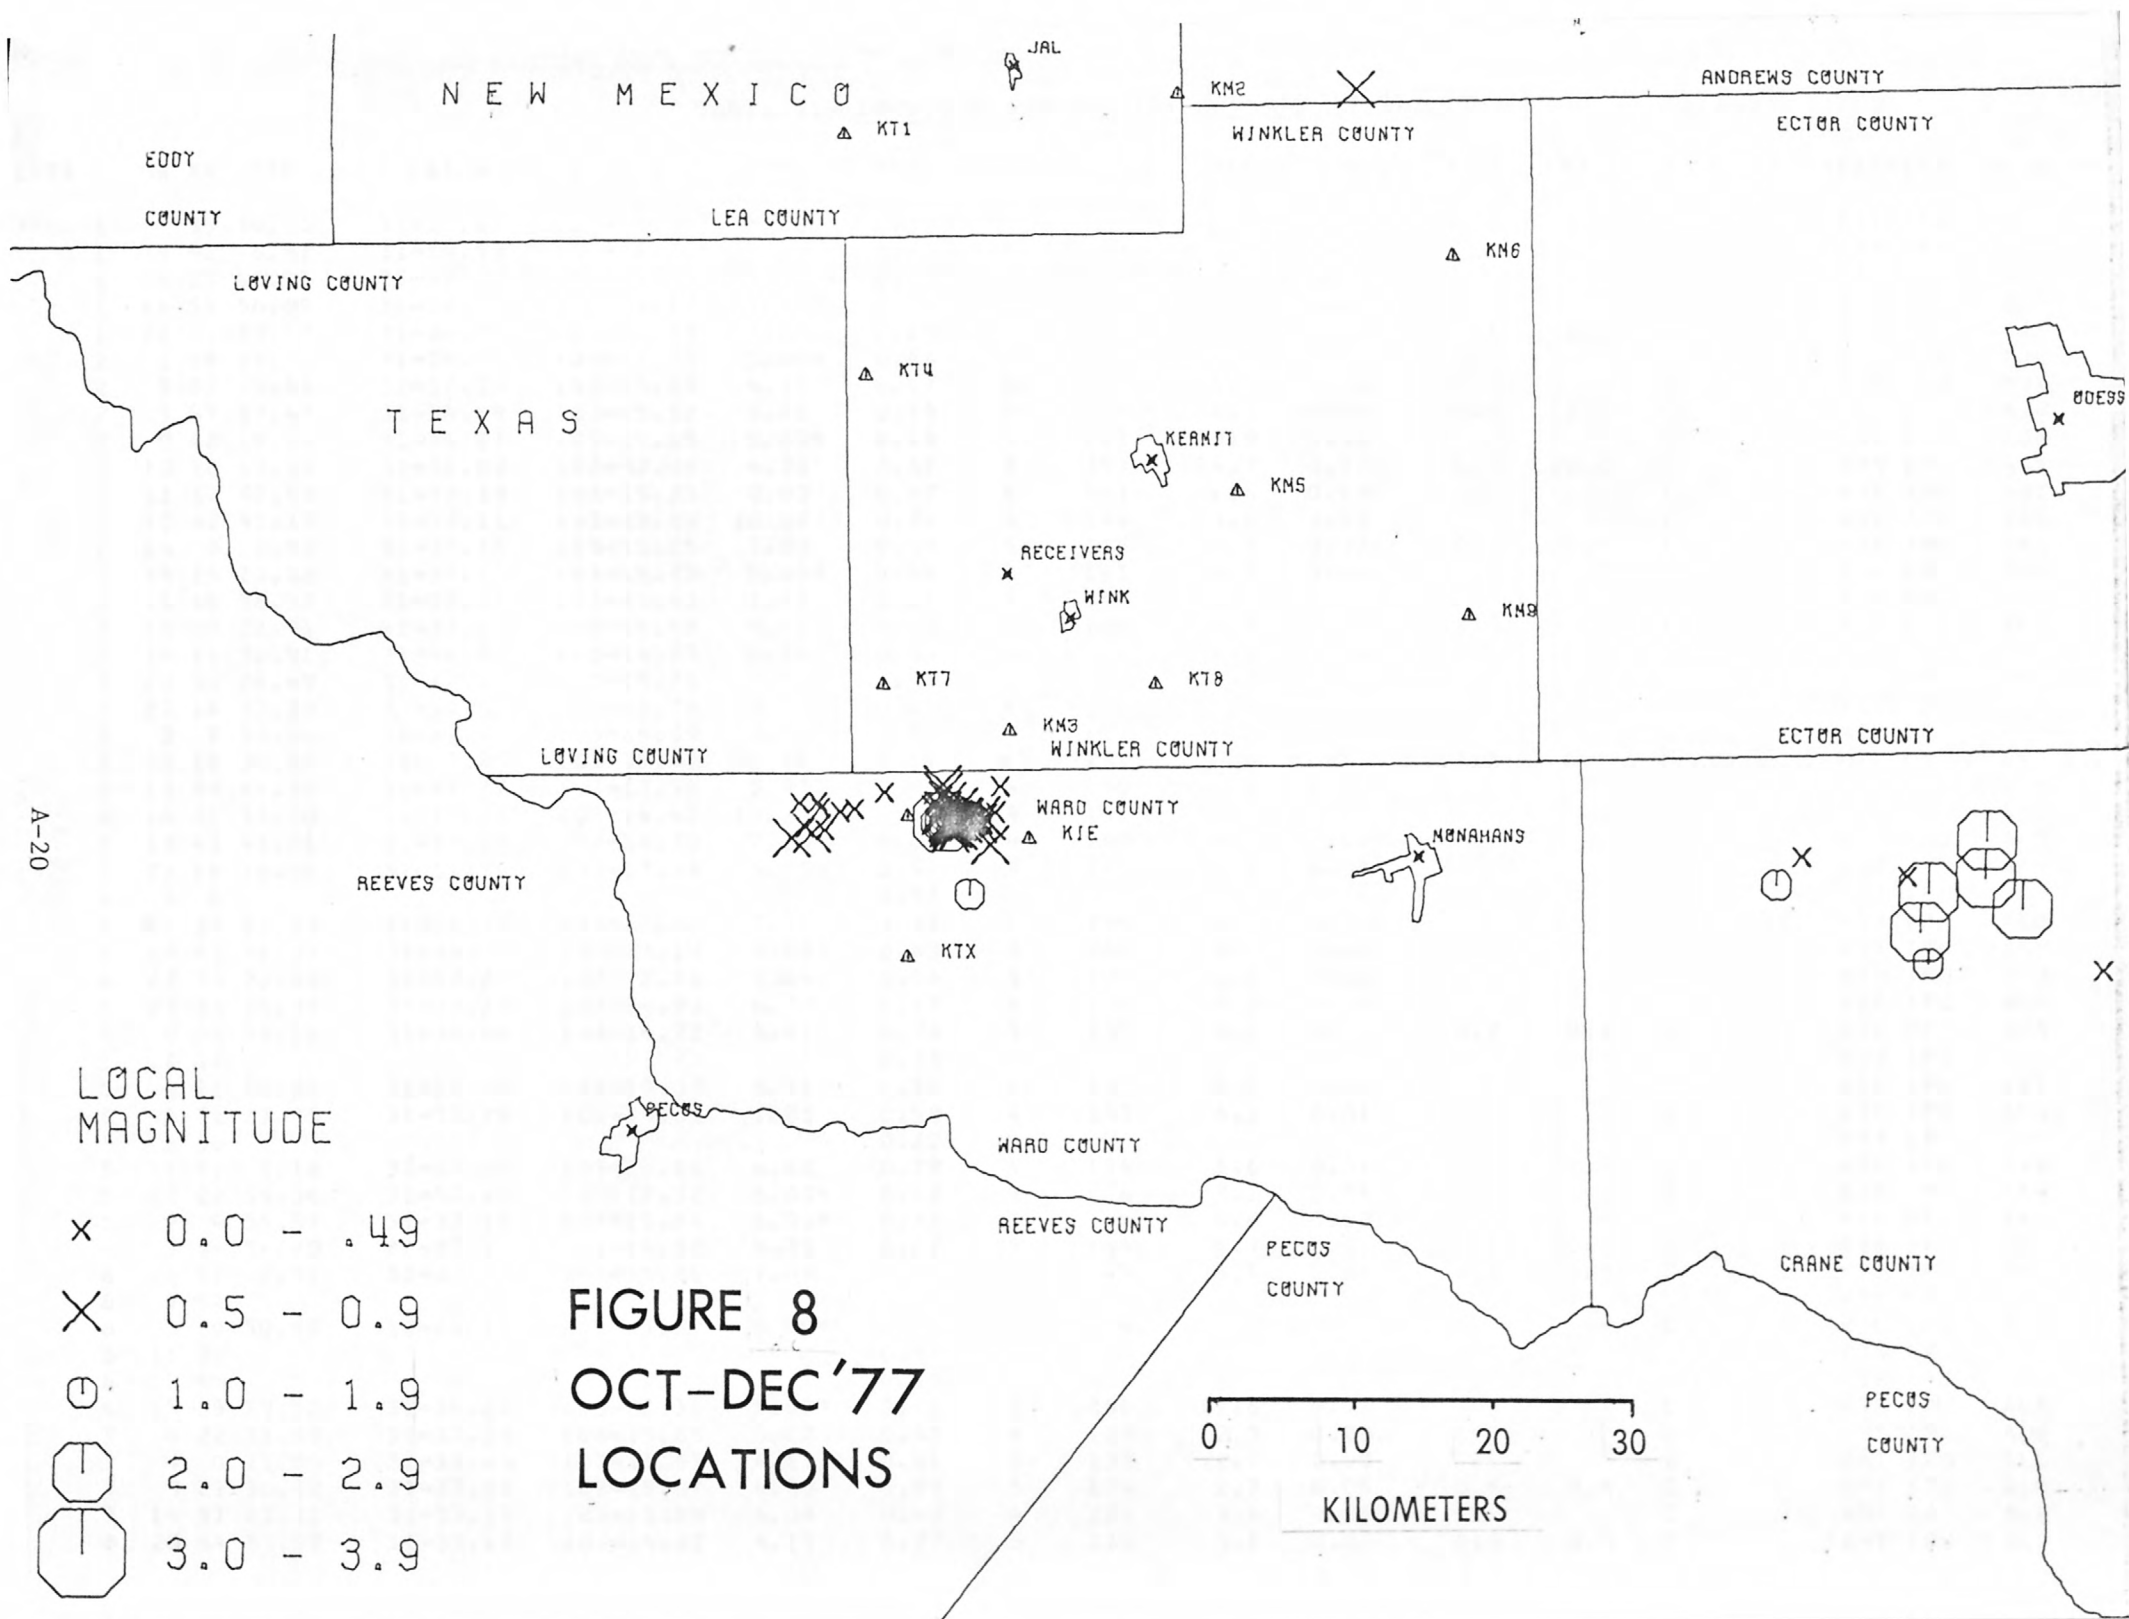 JAL
NEW MEXICO
KM2
ANDREWS COUNTY
KT1
WINKLER COUNTY
ECTOR COUNTY
EDDY
COUNTY
LEA COUNTY
KM6
LOVING COUNTY
KT4
ODESS
TEXAS
KERMIT
KM5
RECEIVERS
WINK
KM9
KT7
KT8
KM3
LOVING COUNTY
WINKLER COUNTY
ECTOR COUNTY
WARD COUNTY
KIE
MONAHANS
A-20
REEVES COUNTY
KTX
LOCAL
MAGNITUDE
PECOS
WARD COUNTY
REEVES COUNTY
PECOS
COUNTY
CRANE COUNTY
0.0 - .49
0.5 - 0.9
1.0 - 1.9
2.0 - 2.9
3.0 - 3.9
FIGURE 8
OCT-DEC '77
LOCATIONS
0 10 20 30
KILOMETERS
PECOS
COUNTY